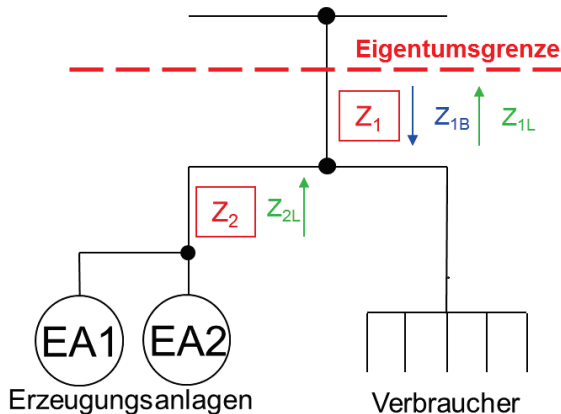 Eigentumsgrenze
Z1 Z1B Z1L
Z2 Z2L
EA1 EA2
Erzeugungsanlagen Verbraucher